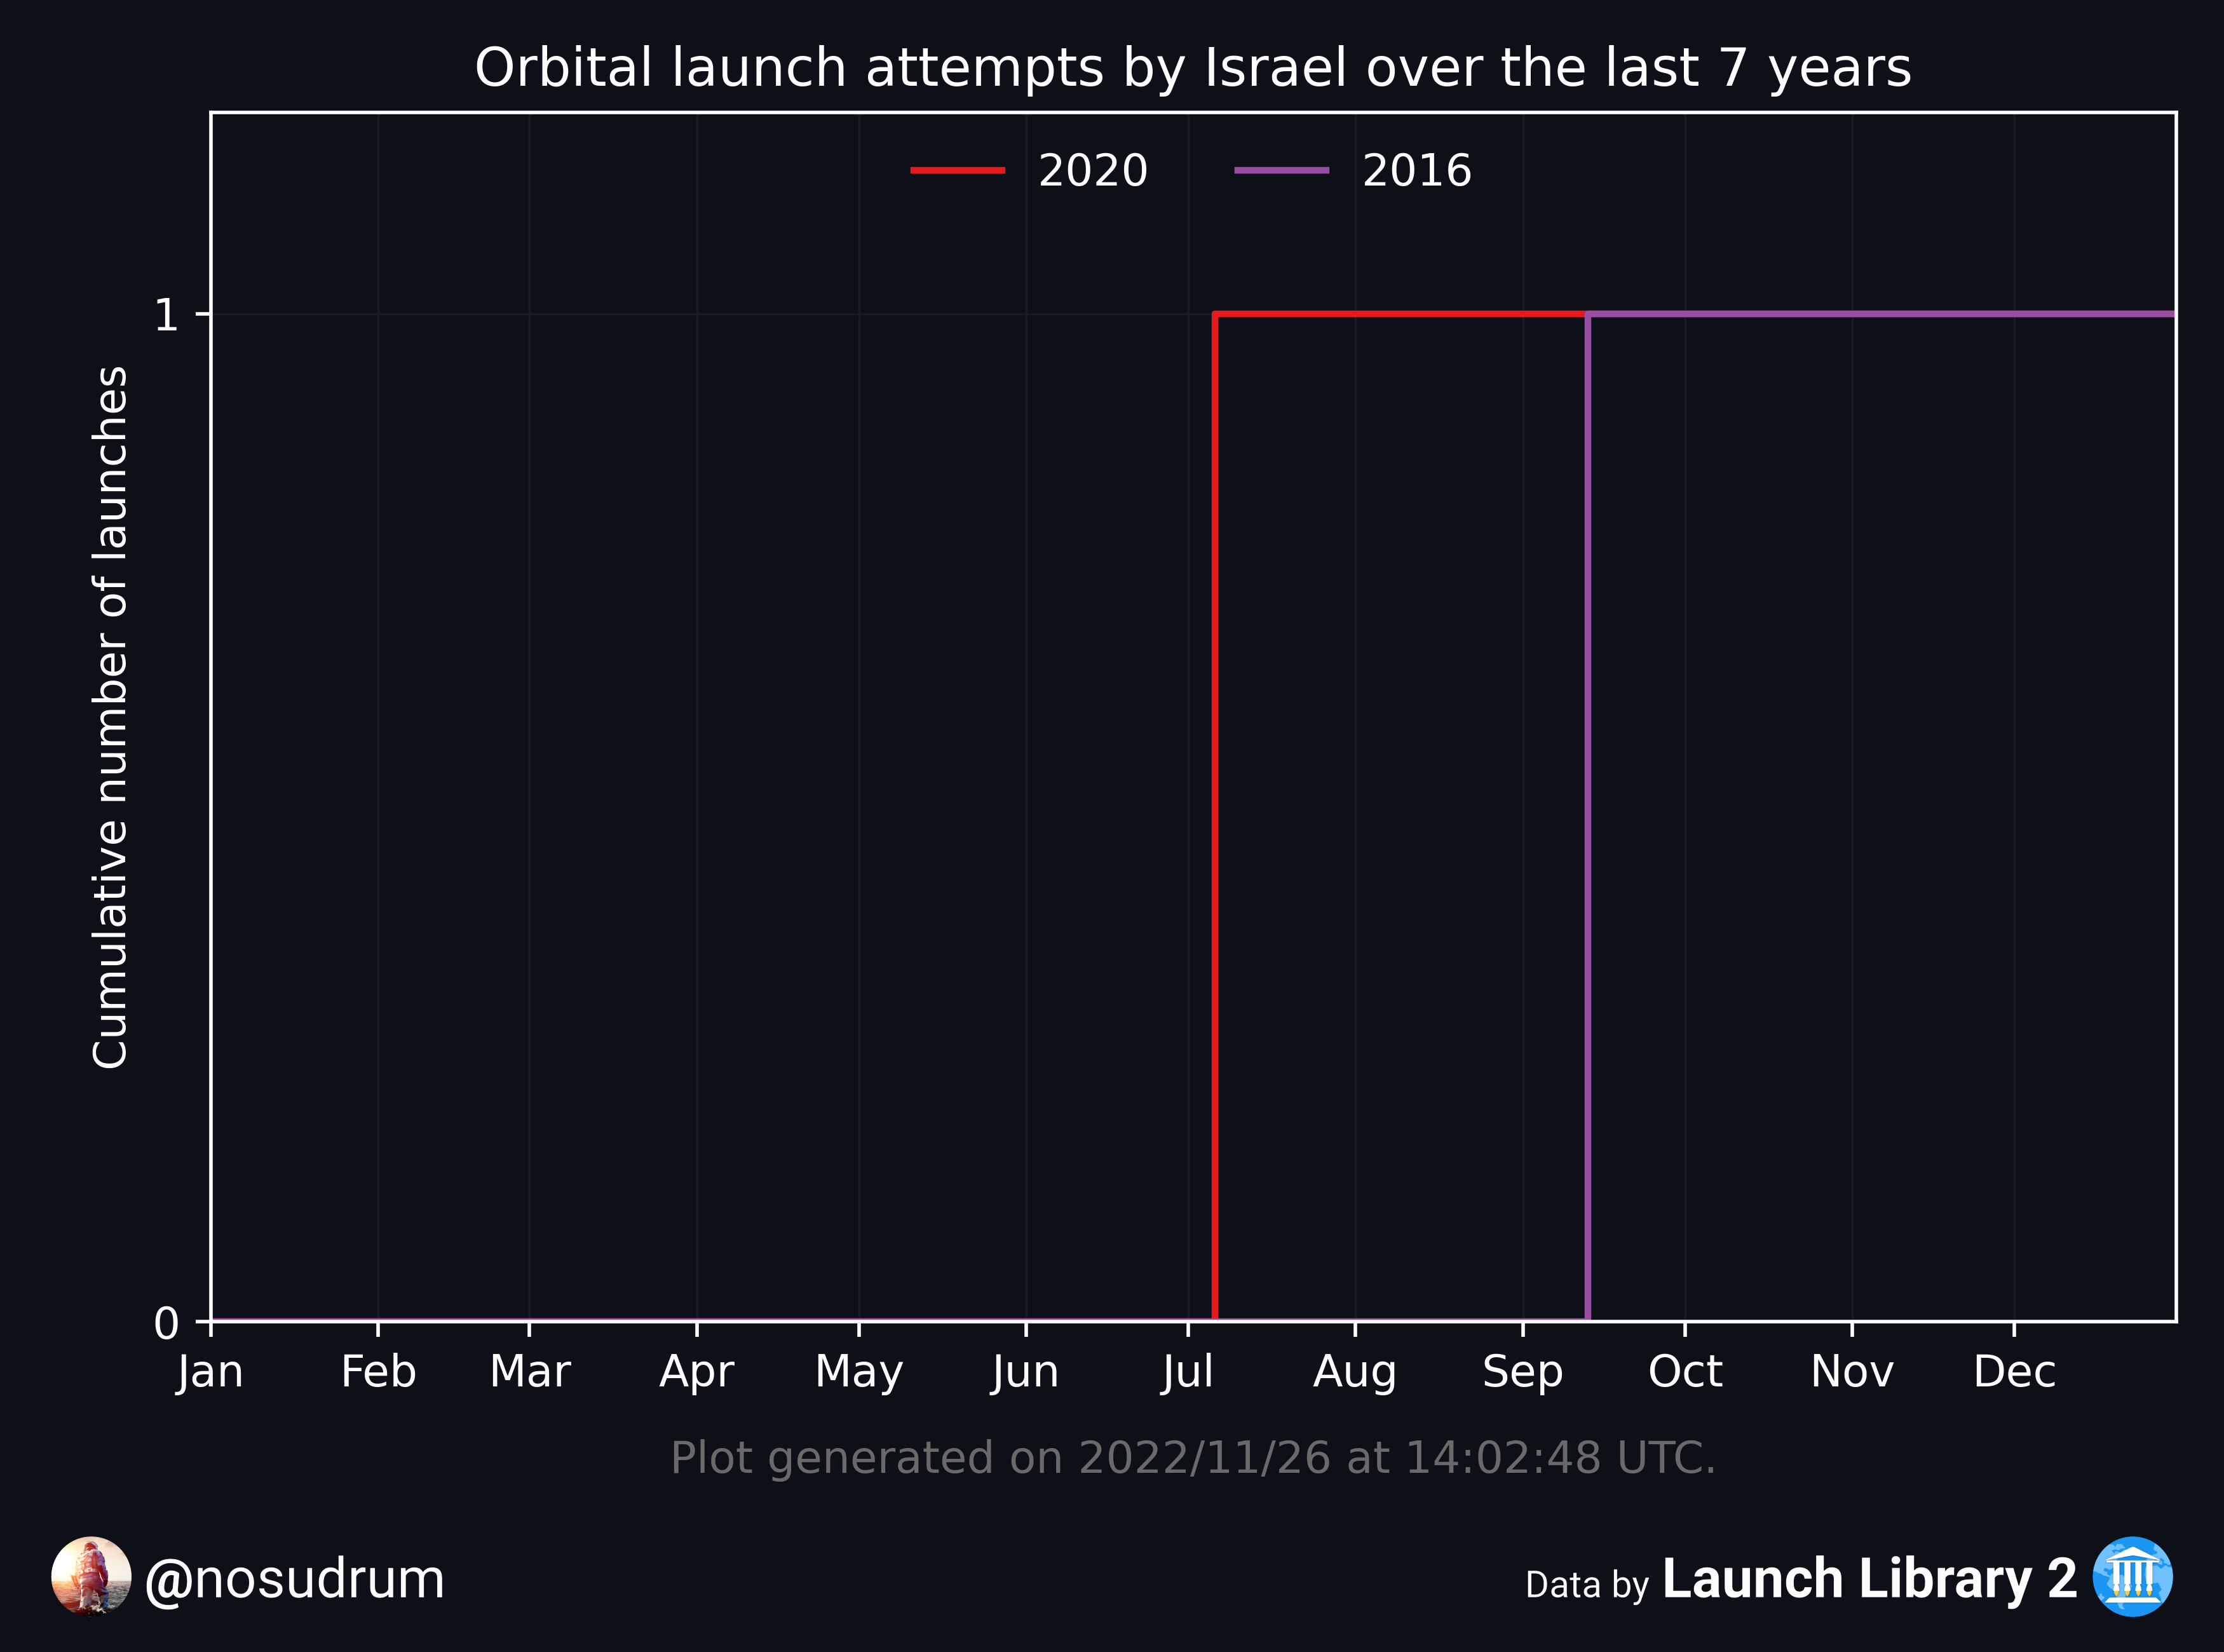 Orbital launch attempts by Israel over the last 7 years
2020 2016
Cumulative number of launches
1
0
Jan Feb Mar Apr May Jun Jul Aug Sep Oct Nov Dec
Plot generated on 2022/11/26 at 14:02:48 UTC.
@nosudrum
Data by Launch Library 2